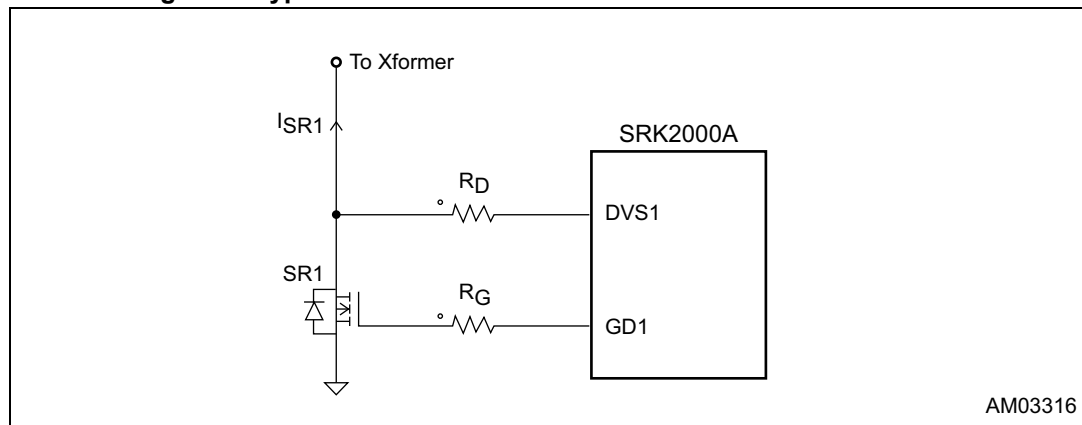 To Xformer
ISR1
SRK2000A
RD
DVS1
SR1
RG
GD1
AM03316